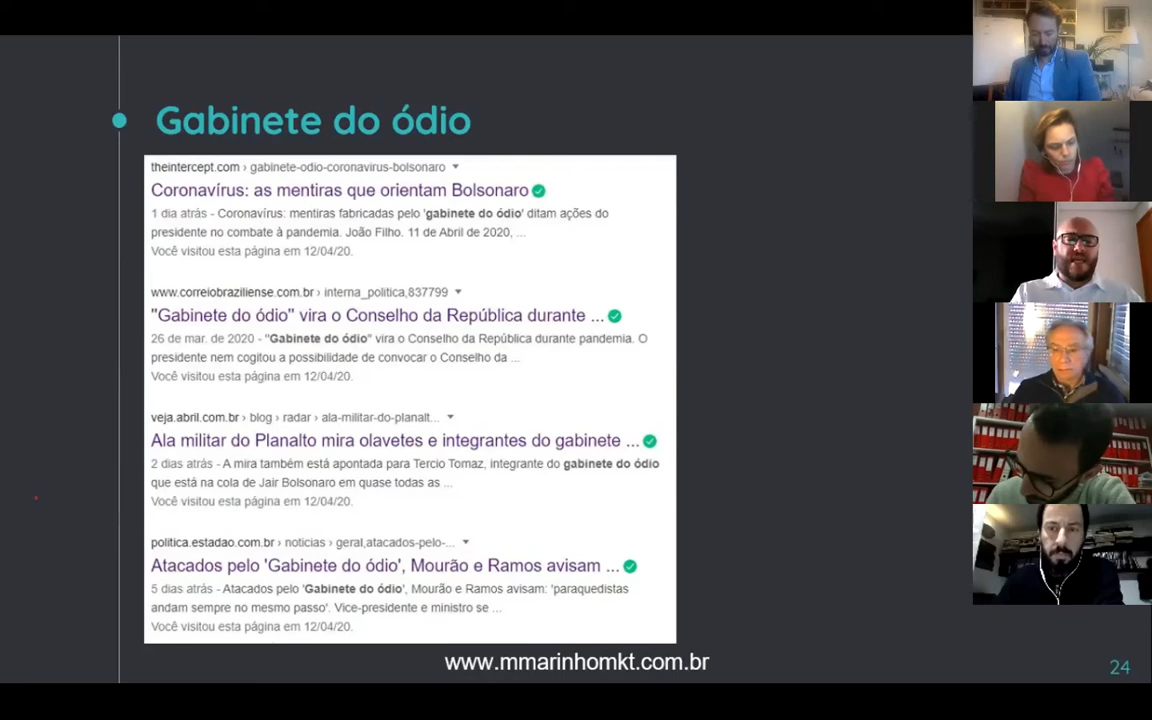 Gabinete do ódio
theintercept.com › gabinete-odio-coronavirus-bolsonaro
Coronavírus: as mentiras que orientam Bolsonaro
1 dia atrás - Coronavírus: mentiras fabricadas pelo 'gabinete do ódio' ditam ações do
presidente no combate à pandemia. João Filho. 11 de Abril de 2020, ...
Você visitou esta página em 12/04/20.
www.correiobraziliense.com.br › interna_politica,837799
"Gabinete do ódio" vira o Conselho da República durante ...
26 de mar. de 2020 - "Gabinete do ódio" vira o Conselho da República durante pandemia. O
presidente nem cogitou a possibilidade de convocar o Conselho da ...
Você visitou esta página em 12/04/20.
veja.abril.com.br › blog › radar › ala-militar-do-planalt...
Ala militar do Planalto mira olavetes e integrantes do gabinete ...
2 dias atrás - A mira também está apontada para Tercio Tomaz, integrante do gabinete do ódio
que está na cola de Jair Bolsonaro em quase todas as ...
Você visitou esta página em 12/04/20.
politica.estadao.com.br › noticias › geral,atacados-pelo-...
Atacados pelo 'Gabinete do ódio', Mourão e Ramos avisam ...
5 dias atrás - Atacados pelo 'Gabinete do ódio', Mourão e Ramos avisam: 'paraquedistas
andam sempre no mesmo passo'. Vice-presidente e ministro se ...
Você visitou esta página em 12/04/20.
www.mmarinhomkt.com.br
24